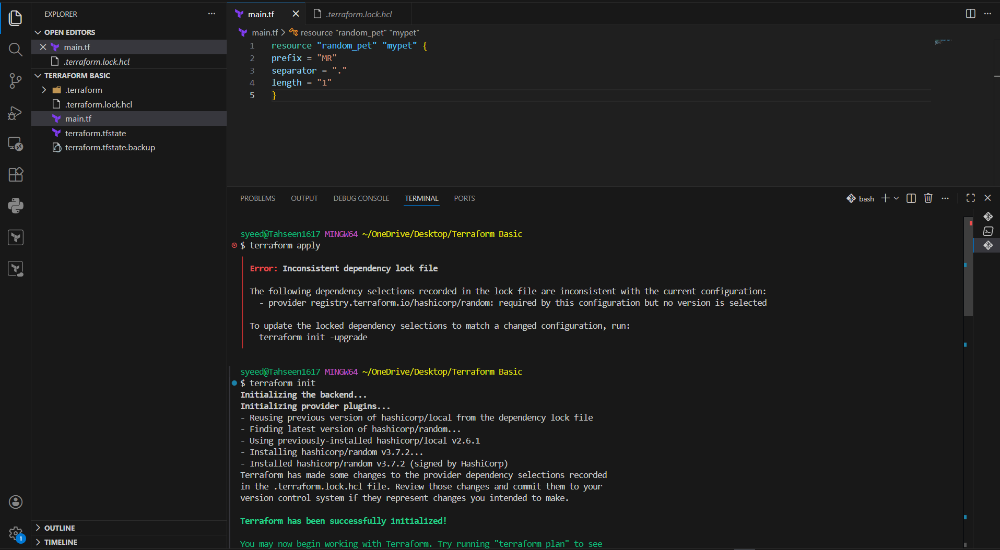 EXPLORER
OPEN EDITORS
main.tf
.terraform.lock.hcl
TERRAFORM BASIC
.terraform
.terraform.lock.hcl
main.tf
terraform.tfstate
terraform.tfstate.backup
OUTLINE
TIMELINE
1
main.tf
.terraform.lock.hcl
main.tf > resource "random_pet" "mypet"
1 resource "random_pet" "mypet" {
2 prefix = "MR"
3 separator = "."
4 length = "1"
5 }
PROBLEMS OUTPUT DEBUG CONSOLE TERMINAL PORTS
bash
syeed@Tahseen1617 MINGW64 ~/OneDrive/Desktop/Terraform Basic
$ terraform apply
Error: Inconsistent dependency lock file
The following dependency selections recorded in the lock file are inconsistent with the current configuration:
- provider registry.terraform.io/hashicorp/random: required by this configuration but no version is selected
To update the locked dependency selections to match a changed configuration, run:
terraform init -upgrade
syeed@Tahseen1617 MINGW64 ~/OneDrive/Desktop/Terraform Basic
$ terraform init
Initializing the backend...
Initializing provider plugins...
- Reusing previous version of hashicorp/local from the dependency lock file
- Finding latest version of hashicorp/random...
- Using previously-installed hashicorp/local v2.6.1
- Installing hashicorp/random v3.7.2...
- Installed hashicorp/random v3.7.2 (signed by HashiCorp)
Terraform has made some changes to the provider dependency selections recorded
in the .terraform.lock.hcl file. Review those changes and commit them to your
version control system if they represent changes you intended to make.
Terraform has been successfully initialized!
You may now begin working with Terraform. Try running "terraform plan" to see